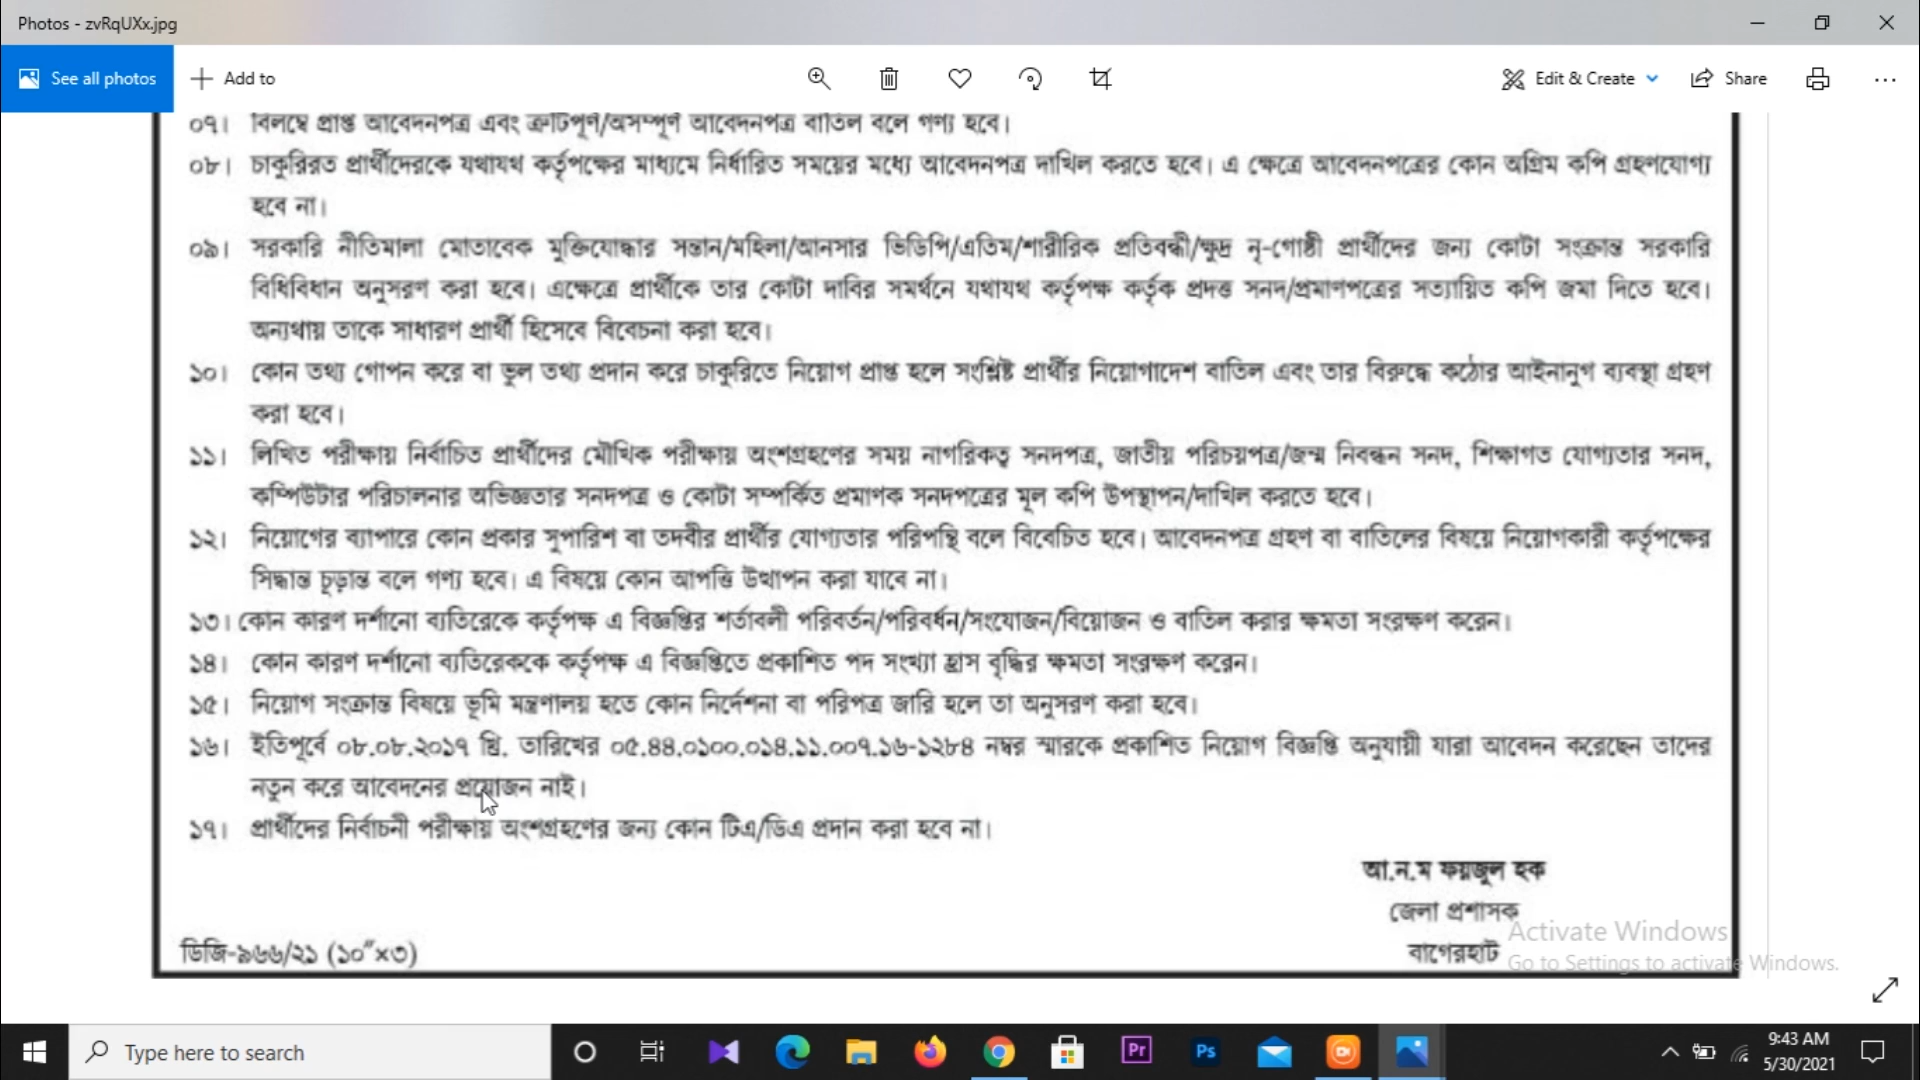 Photos - zvRqUXx.jpg
See all photos
Add to
Edit & Create
Share
০৭। বিলম্বে প্রাপ্ত আবেদনপত্র এবং ত্রুটিপূর্ণ/অসম্পূর্ণ আবেদনপত্র বাতিল বলে গণ্য হবে।
০৮। চাকুরিরত প্রার্থীদেরকে যথাযথ কর্তৃপক্ষের মাধ্যমে নির্ধারিত সময়ের মধ্যে আবেদনপত্র দাখিল করতে হবে। এ ক্ষেত্রে আবেদনপত্রের কোন অগ্রিম কপি গ্রহণযোগ্য
হবে না।
০৯। সরকারি নীতিমালা মোতাবেক মুক্তিযোদ্ধার সন্তান/মহিলা/আনসার ভিডিপি/এতিম/শারীরিক প্রতিবন্ধী/ক্ষুদ্র নৃ-গোষ্ঠী প্রার্থীদের জন্য কোটা সংক্রান্ত সরকারি
বিধিবিধান অনুসরণ করা হবে। এক্ষেত্রে প্রার্থীকে তার কোটা দাবির সমর্থনে যথাযথ কর্তৃপক্ষ কর্তৃক প্রদত্ত সনদ/প্রমাণপত্রের সত্যায়িত কপি জমা দিতে হবে।
অন্যথায় তাকে সাধারণ প্রার্থী হিসেবে বিবেচনা করা হবে।
১০। কোন তথ্য গোপন করে বা ভুল তথ্য প্রদান করে চাকুরিতে নিয়োগ প্রাপ্ত হলে সংশ্লিষ্ট প্রার্থীর নিয়োগাদেশ বাতিল এবং তার বিরুদ্ধে কঠোর আইনানুগ ব্যবস্থা গ্রহণ
করা হবে।
১১। লিখিত পরীক্ষায় নির্বাচিত প্রার্থীদের মৌখিক পরীক্ষায় অংশগ্রহণের সময় নাগরিকত্ব সনদপত্র, জাতীয় পরিচয়পত্র/জন্ম নিবন্ধন সনদ, শিক্ষাগত যোগ্যতার সনদ,
কম্পিউটার পরিচালনার অভিজ্ঞতার সনদপত্র ও কোটা সম্পর্কিত প্রমাণক সনদপত্রের মূল কপি উপস্থাপন/দাখিল করতে হবে।
১২। নিয়োগের ব্যাপারে কোন প্রকার সুপারিশ বা তদবীর প্রার্থীর যোগ্যতার পরিপন্থি বলে বিবেচিত হবে। আবেদনপত্র গ্রহণ বা বাতিলের বিষয়ে নিয়োগকারী কর্তৃপক্ষের
সিদ্ধান্ত চূড়ান্ত বলে গণ্য হবে। এ বিষয়ে কোন আপত্তি উত্থাপন করা যাবে না।
১৩। কোন কারণ দর্শানো ব্যতিরেকে কর্তৃপক্ষ এ বিজ্ঞপ্তির শর্তাবলী পরিবর্তন/পরিবর্ধন/সংযোজন/বিয়োজন ও বাতিল করার ক্ষমতা সংরক্ষণ করেন।
১৪। কোন কারণ দর্শানো ব্যতিরেককে কর্তৃপক্ষ এ বিজ্ঞপ্তিতে প্রকাশিত পদ সংখ্যা হ্রাস বৃদ্ধির ক্ষমতা সংরক্ষণ করেন।
১৫। নিয়োগ সংক্রান্ত বিষয়ে ভূমি মন্ত্রণালয় হতে কোন নির্দেশনা বা পরিপত্র জারি হলে তা অনুসরণ করা হবে।
১৬। ইতিপূর্বে ০৮.০৮.২০১৭ খ্রি. তারিখের ০৫.৪৪.০১০০.০১৪.১১.০০৭.১৬-১২৮৪ নম্বর স্মারকে প্রকাশিত নিয়োগ বিজ্ঞপ্তি অনুযায়ী যারা আবেদন করেছেন তাদের
নতুন করে আবেদনের প্রয়োজন নাই।
১৭। প্রার্থীদের নির্বাচনী পরীক্ষায় অংশগ্রহণের জন্য কোন টিএ/ডিএ প্রদান করা হবে না।
আ.ন.ম ফয়জুল হক
জেলা প্রশাসক
বাগেরহাট
ডিজি-৯৬৬/২১ (১০″×৩)
Activate Windows
Go to Settings to activate Windows.
Type here to search
Pr
Ps
9:43 AM
5/30/2021